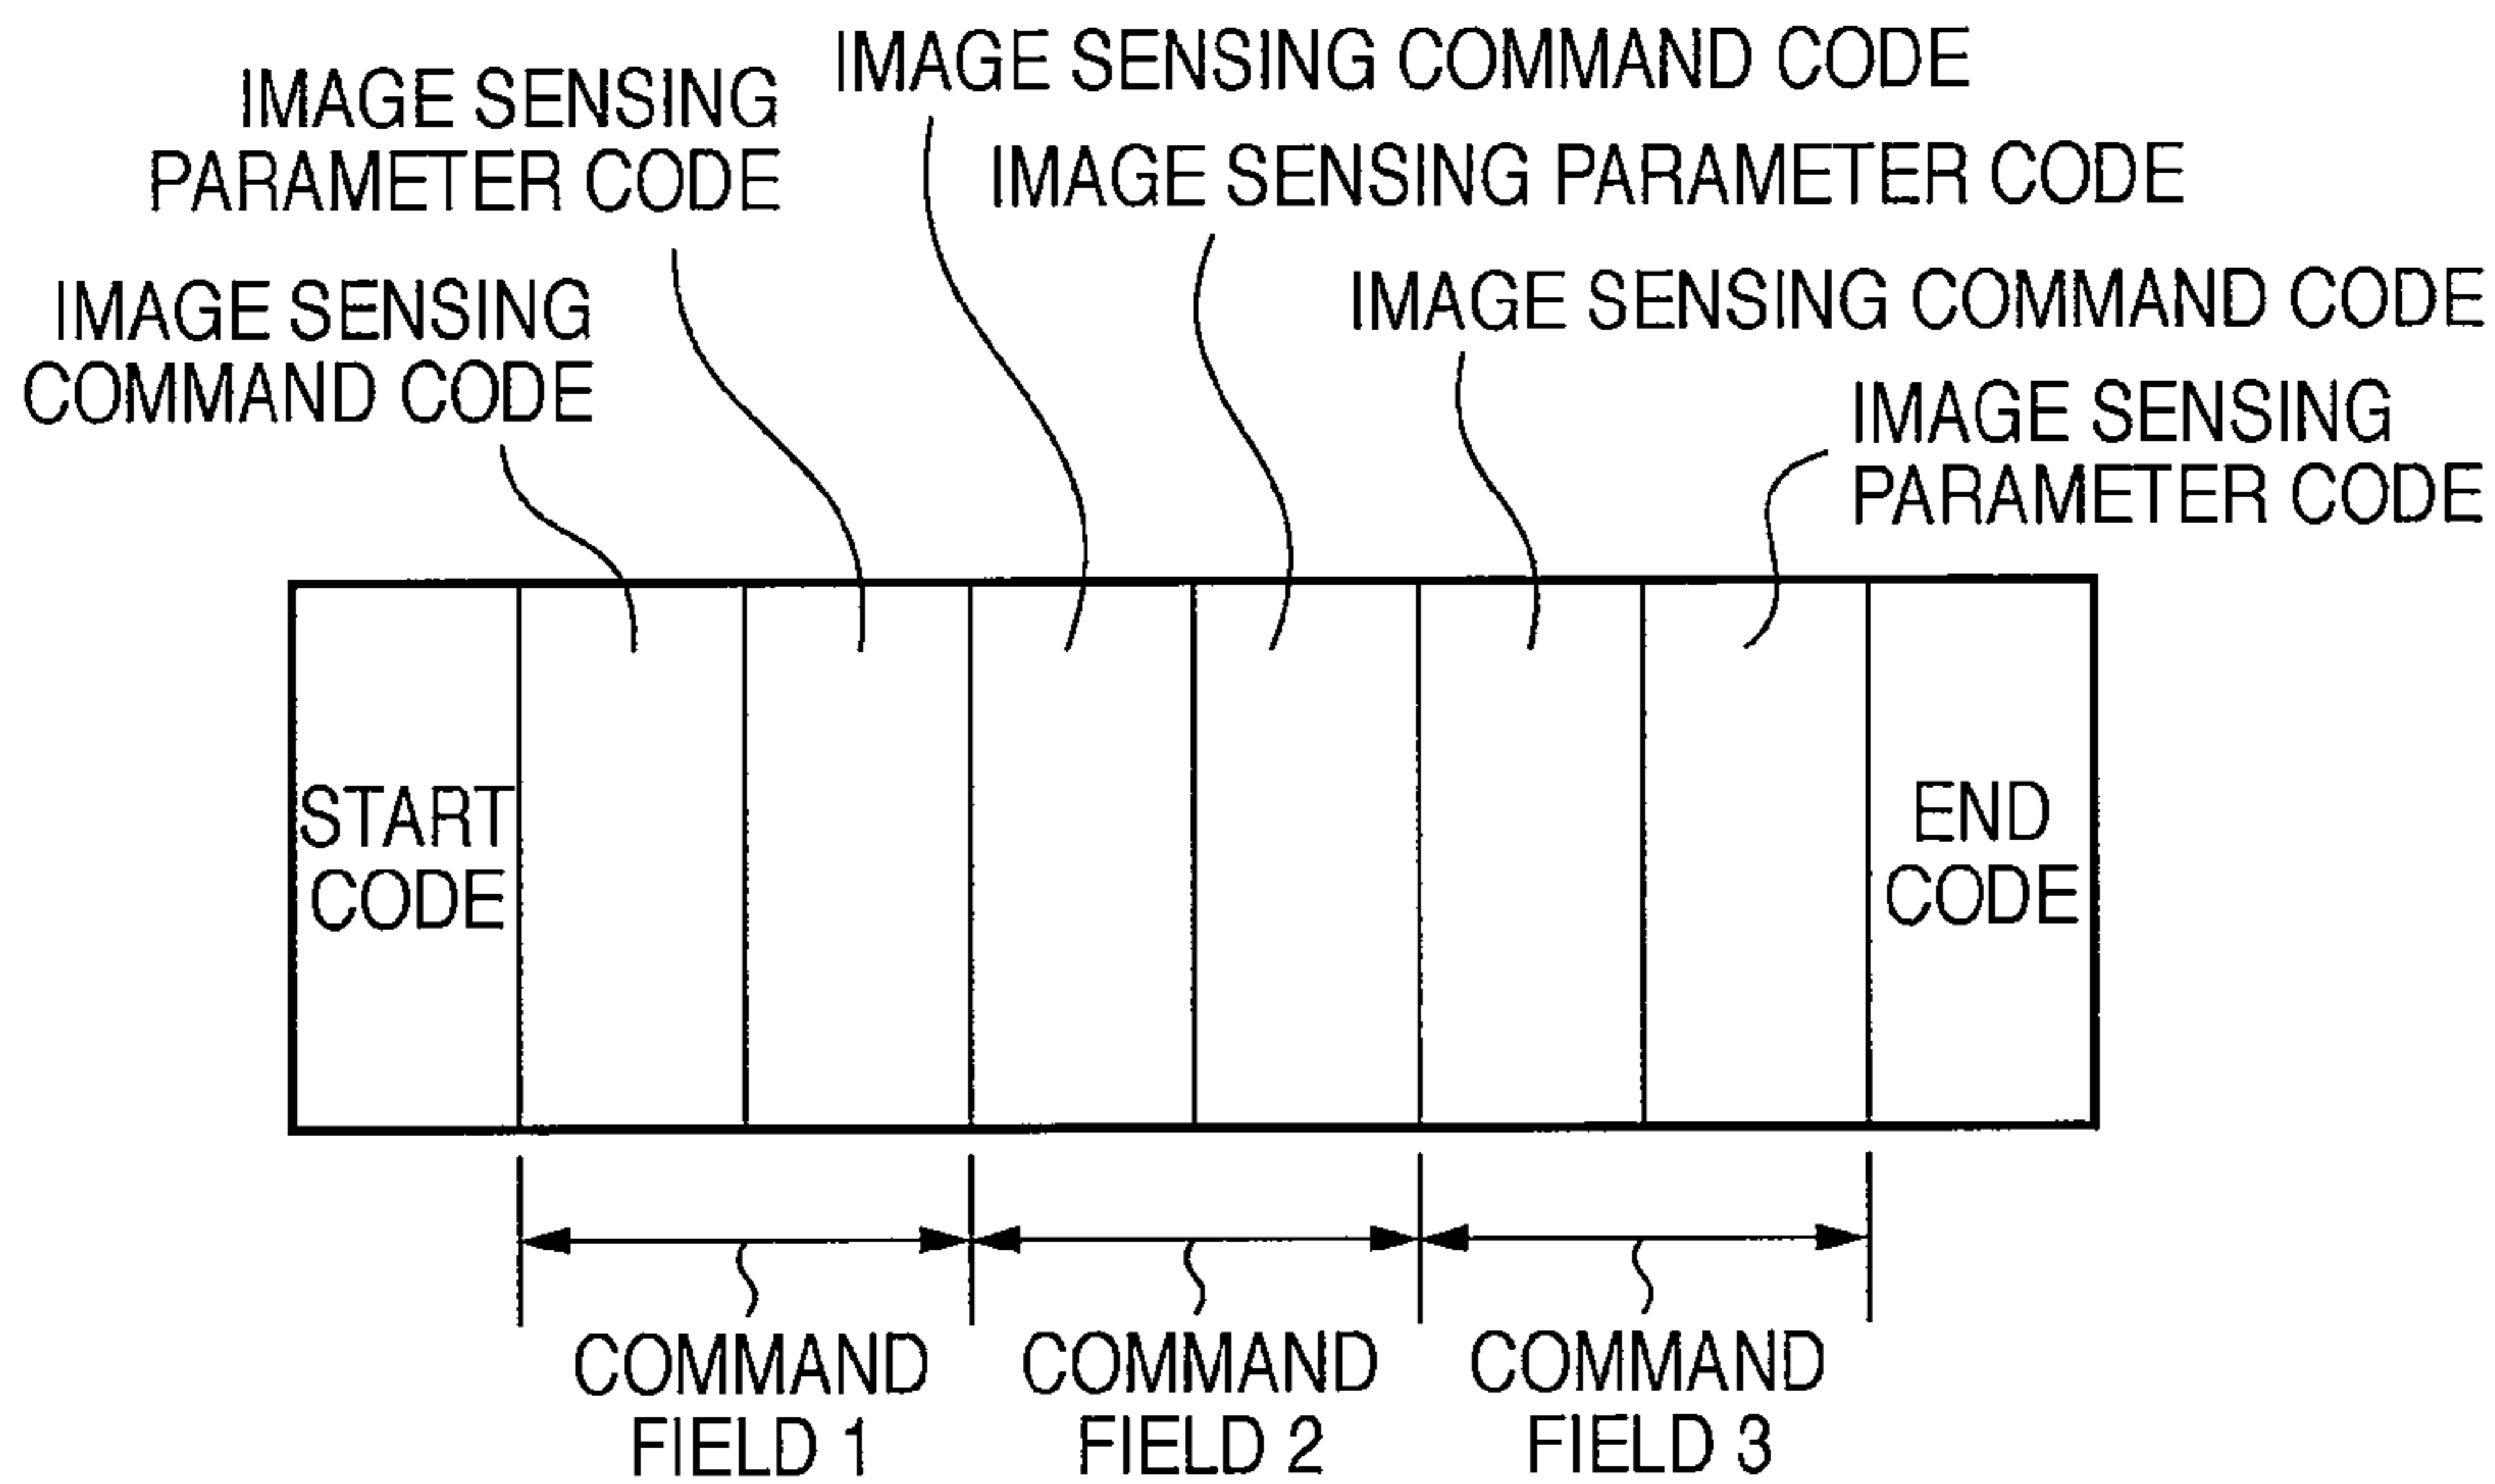 IMAGE SENSING COMMAND CODE
IMAGE SENSING
PARAMETER CODE
IMAGE SENSING PARAMETER CODE
IMAGE SENSING
COMMAND CODE
IMAGE SENSING COMMAND CODE
IMAGE SENSING
PARAMETER CODE
START
CODE
END
CODE
COMMAND
FIELD 1
COMMAND
FIELD 2
COMMAND
FIELD 3